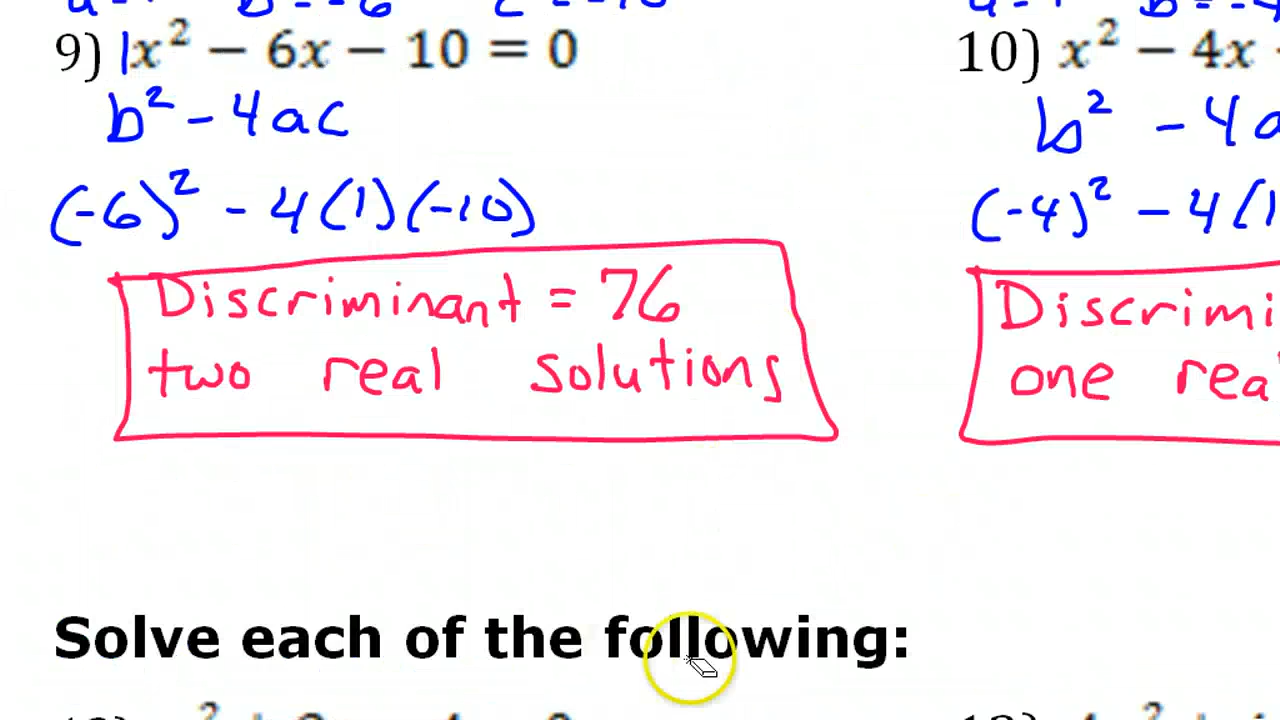 9) 1x² − 6x − 10 = 0
b² - 4ac
(-6)² - 4(1)(-10)
Discriminant = 76
two real solutions
10) x² − 4x
b² - 4a
(-4)² - 4(1
Discrimi
one rea
Solve each of the following: